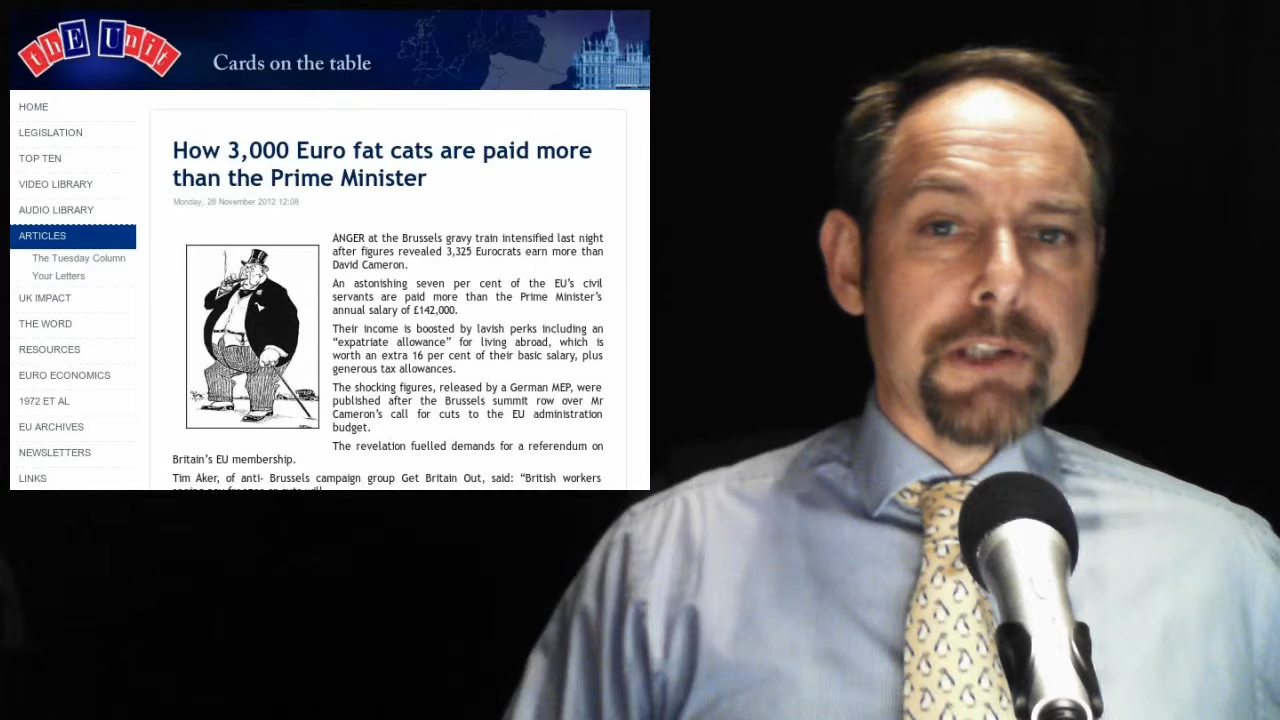 thE Unit
Cards on the table
HOME
LEGISLATION
TOP TEN
VIDEO LIBRARY
AUDIO LIBRARY
ARTICLES
The Tuesday Column
Your Letters
UK IMPACT
THE WORD
RESOURCES
EURO ECONOMICS
1972 ET AL
EU ARCHIVES
NEWSLETTERS
LINKS
How 3,000 Euro fat cats are paid more
than the Prime Minister
Monday, 26 November 2012 12:08
ANGER at the Brussels gravy train intensified last night
after figures revealed 3,325 Eurocrats earn more than
David Cameron.
An astonishing seven per cent of the EU’s civil
servants are paid more than the Prime Minister’s
annual salary of £142,000.
Their income is boosted by lavish perks including an
“expatriate allowance” for living abroad, which is
worth an extra 16 per cent of their basic salary, plus
generous tax allowances.
The shocking figures, released by a German MEP, were
published after the Brussels summit row over Mr
Cameron’s call for cuts to the EU administration
budget.
The revelation fuelled demands for a referendum on
Britain’s EU membership.
Tim Aker, of anti- Brussels campaign group Get Britain Out, said: “British workers